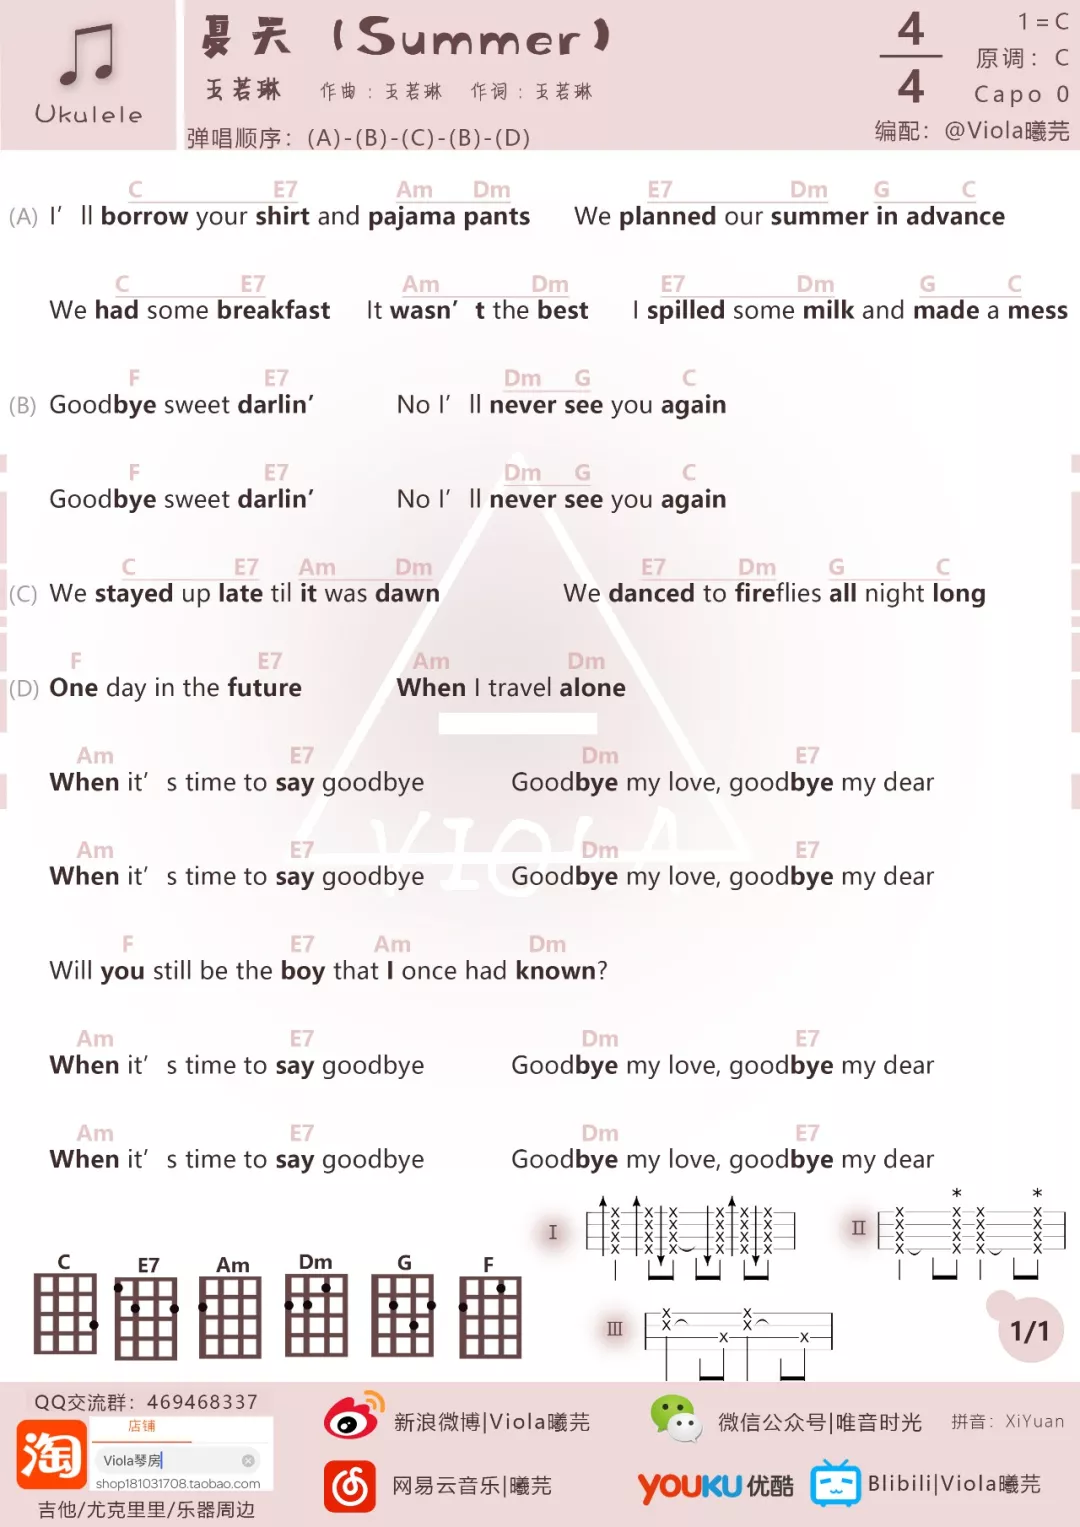 夏天（Summer）
4
4
1=C
原调：C
Capo 0
Ukulele
王若琳 作曲：王若琳 作词：王若琳
弹唱顺序：(A)-(B)-(C)-(B)-(D)
编配：@Viola曦芫
C E7 Am Dm E7 Dm G C
(A) I'll borrow your shirt and pajama pants We planned our summer in advance
C E7 Am Dm E7 Dm G C
We had some breakfast It wasn't the best I spilled some milk and made a mess
F E7 Dm G C
(B) Goodbye sweet darlin' No I'll never see you again
F E7 Dm G C
Goodbye sweet darlin' No I'll never see you again
C E7 Am Dm E7 Dm G C
(C) We stayed up late til it was dawn We danced to fireflies all night long
F E7 Am Dm
(D) One day in the future When I travel alone
Am E7 Dm E7
When it's time to say goodbye Goodbye my love, goodbye my dear
VIOLA
Am E7 Dm E7
When it's time to say goodbye Goodbye my love, goodbye my dear
F E7 Am Dm
Will you still be the boy that I once had known?
Am E7 Dm E7
When it's time to say goodbye Goodbye my love, goodbye my dear
Am E7 Dm E7
When it's time to say goodbye Goodbye my love, goodbye my dear
I II
C E7 Am Dm G F
III
1/1
QQ交流群：469468337
淘
店铺
Viola琴房
shop181031708.taobao.com
吉他/尤克里里/乐器周边
新浪微博|Viola曦芫
微信公众号|唯音时光 拼音：XiYuan
网易云音乐|曦芫
YOUKU优酷
Blibili|Viola曦芫